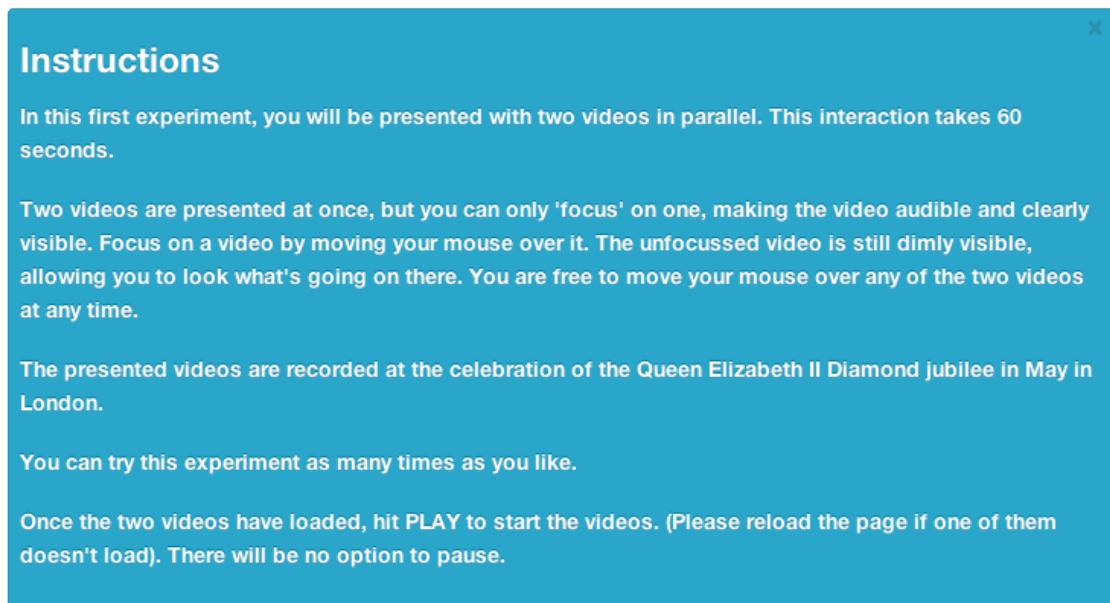 Instructions
In this first experiment, you will be presented with two videos in parallel. This interaction takes 60
seconds.
Two videos are presented at once, but you can only 'focus' on one, making the video audible and clearly
visible. Focus on a video by moving your mouse over it. The unfocussed video is still dimly visible,
allowing you to look what's going on there. You are free to move your mouse over any of the two videos
at any time.
The presented videos are recorded at the celebration of the Queen Elizabeth II Diamond jubilee in May in
London.
You can try this experiment as many times as you like.
Once the two videos have loaded, hit PLAY to start the videos. (Please reload the page if one of them
doesn't load). There will be no option to pause.